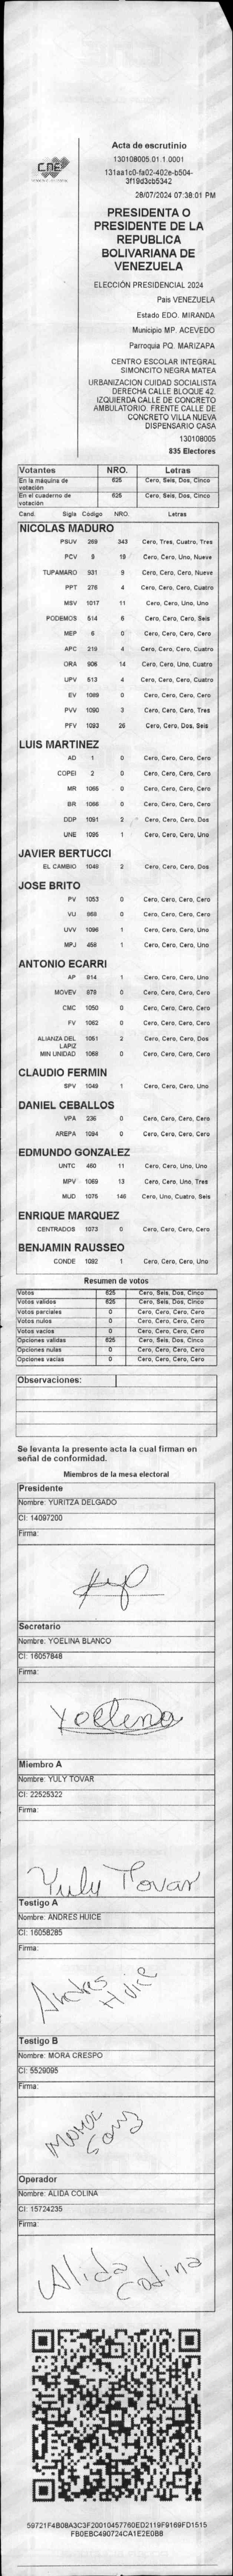 CNE
Acta de escrutinio
130108005.01.1.0001
131aa1c0-fa02-402e-b504-
3f19d3cb5342
28/07/2024 07:38:01 PM
PRESIDENTA O
PRESIDENTE DE LA
REPUBLICA
BOLIVARIANA DE
VENEZUELA
ELECCIÓN PRESIDENCIAL 2024
Pais VENEZUELA
Estado EDO. MIRANDA
Municipio MP. ACEVEDO
Parroquia PQ. MARIZAPA
CENTRO ESCOLAR INTEGRAL
SIMONCITO NEGRA MATEA
URBANIZACION CUIDAD SOCIALISTA
DERECHA CALLE BLOQUE 42.
IZQUIERDA CALLE DE CONCRETO
AMBULATORIO. FRENTE CALLE DE
CONCRETO VILLA NUEVA
DISPENSARIO CASA
130108005
835 Electores
Votantes NRO. Letras
En la máquina de votación 625 Cero, Seis, Dos, Cinco
En el cuaderno de votación 625 Cero, Seis, Dos, Cinco
Cand. Sigla Código NRO. Letras
NICOLAS MADURO
PSUV 269 343 Cero, Tres, Cuatro, Tres
PCV 5 19 Cero, Cero, Uno, Nueve
TUPAMARO 931 9 Cero, Cero, Cero, Nueve
PPT 276 4 Cero, Cero, Cero, Cuatro
MSV 1017 11 Cero, Cero, Uno, Uno
PODEMOS 514 6 Cero, Cero, Cero, Seis
MEP 6 0 Cero, Cero, Cero, Cero
APC 219 4 Cero, Cero, Cero, Cuatro
ORA 906 14 Cero, Cero, Uno, Cuatro
UPV 513 4 Cero, Cero, Cero, Cuatro
EV 1089 0 Cero, Cero, Cero, Cero
PVV 1090 3 Cero, Cero, Cero, Tres
PFV 1093 26 Cero, Cero, Dos, Seis
LUIS MARTINEZ
AD 1 0 Cero, Cero, Cero, Cero
COPEI 2 0 Cero, Cero, Cero, Cero
MR 1065 0 Cero, Cero, Cero, Cero
BR 1066 0 Cero, Cero, Cero, Cero
DDP 1091 2 Cero, Cero, Cero, Dos
UNE 1095 1 Cero, Cero, Cero, Uno
JAVIER BERTUCCI
EL CAMBIO 1048 2 Cero, Cero, Cero, Dos
JOSE BRITO
PV 1053 0 Cero, Cero, Cero, Cero
VU 868 0 Cero, Cero, Cero, Cero
UVV 1096 1 Cero, Cero, Cero, Uno
MPJ 458 1 Cero, Cero, Cero, Uno
ANTONIO ECARRI
AP 814 1 Cero, Cero, Cero, Uno
MOVEV 878 0 Cero, Cero, Cero, Cero
CMC 1050 0 Cero, Cero, Cero, Cero
FV 1062 0 Cero, Cero, Cero, Cero
ALIANZA DEL LAPIZ 1051 2 Cero, Cero, Cero, Dos
MIN UNIDAD 1068 0 Cero, Cero, Cero, Cero
CLAUDIO FERMIN
SPV 1049 1 Cero, Cero, Cero, Uno
DANIEL CEBALLOS
VPA 236 0 Cero, Cero, Cero, Cero
AREPA 1094 0 Cero, Cero, Cero, Cero
EDMUNDO GONZALEZ
UNTC 460 11 Cero, Cero, Uno, Uno
MPV 1069 13 Cero, Cero, Uno, Tres
MUD 1075 146 Cero, Uno, Cuatro, Seis
ENRIQUE MARQUEZ
CENTRADOS 1073 0 Cero, Cero, Cero, Cero
BENJAMIN RAUSSEO
CONDE 1092 1 Cero, Cero, Cero, Uno
Resumen de votos
Votos 625 Cero, Seis, Dos, Cinco
Votos validos 625 Cero, Seis, Dos, Cinco
Votos parciales 0 Cero, Cero, Cero, Cero
Votos nulos 0 Cero, Cero, Cero, Cero
Votos vacios 0 Cero, Cero, Cero, Cero
Opciones validas 625 Cero, Seis, Dos, Cinco
Opciones nulas 0 Cero, Cero, Cero, Cero
Opciones vacias 0 Cero, Cero, Cero, Cero
Observaciones:
Se levanta la presente acta la cual firman en
señal de conformidad.
Miembros de la mesa electoral
Presidente
Nombre: YURITZA DELGADO
CI: 14097200
Firma:
Secretario
Nombre: YOELINA BLANCO
CI: 16057848
Firma:
Yoelina
Miembro A
Nombre: YULY TOVAR
CI: 22525322
Firma:
Yuly Tovar
Testigo A
Nombre: ANDRES HUICE
CI: 16058285
Firma:
Andres Huice
Testigo B
Nombre: MORA CRESPO
CI: 5529095
Firma:
Operador
Nombre: ALIDA COLINA
CI: 15724235
Firma:
Alida Colina
59721F4B08A3C3F20010457760ED2119F9169FD1515
FB0EBC490724CA1E2E0B8